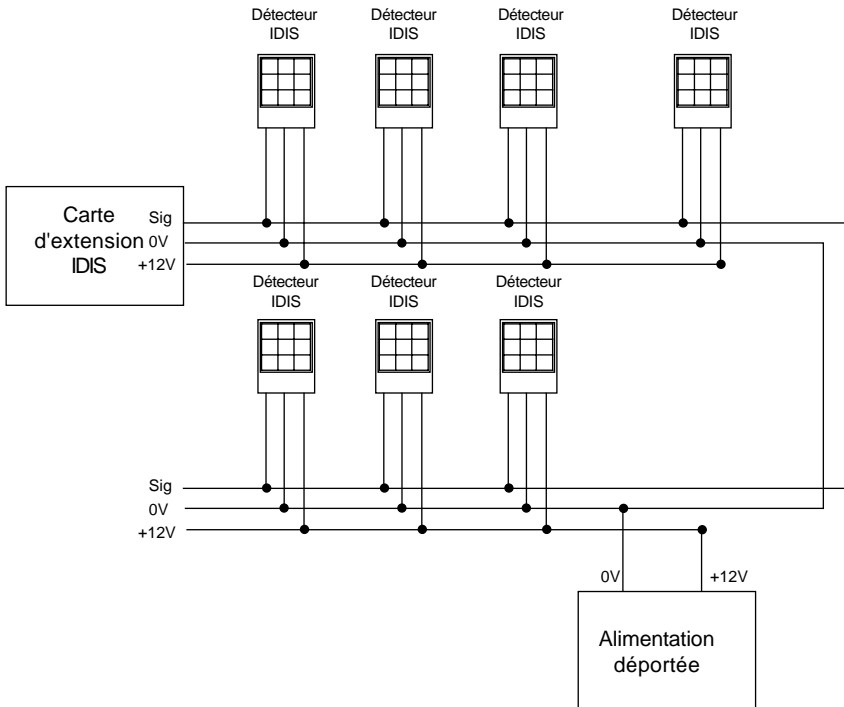 Détecteur
IDIS
Détecteur
IDIS
Détecteur
IDIS
Détecteur
IDIS
Carte
d'extension
IDIS
Sig
0V
+12V
Détecteur
IDIS
Détecteur
IDIS
Détecteur
IDIS
Sig
0V
+12V
0V
+12V
Alimentation
déportée